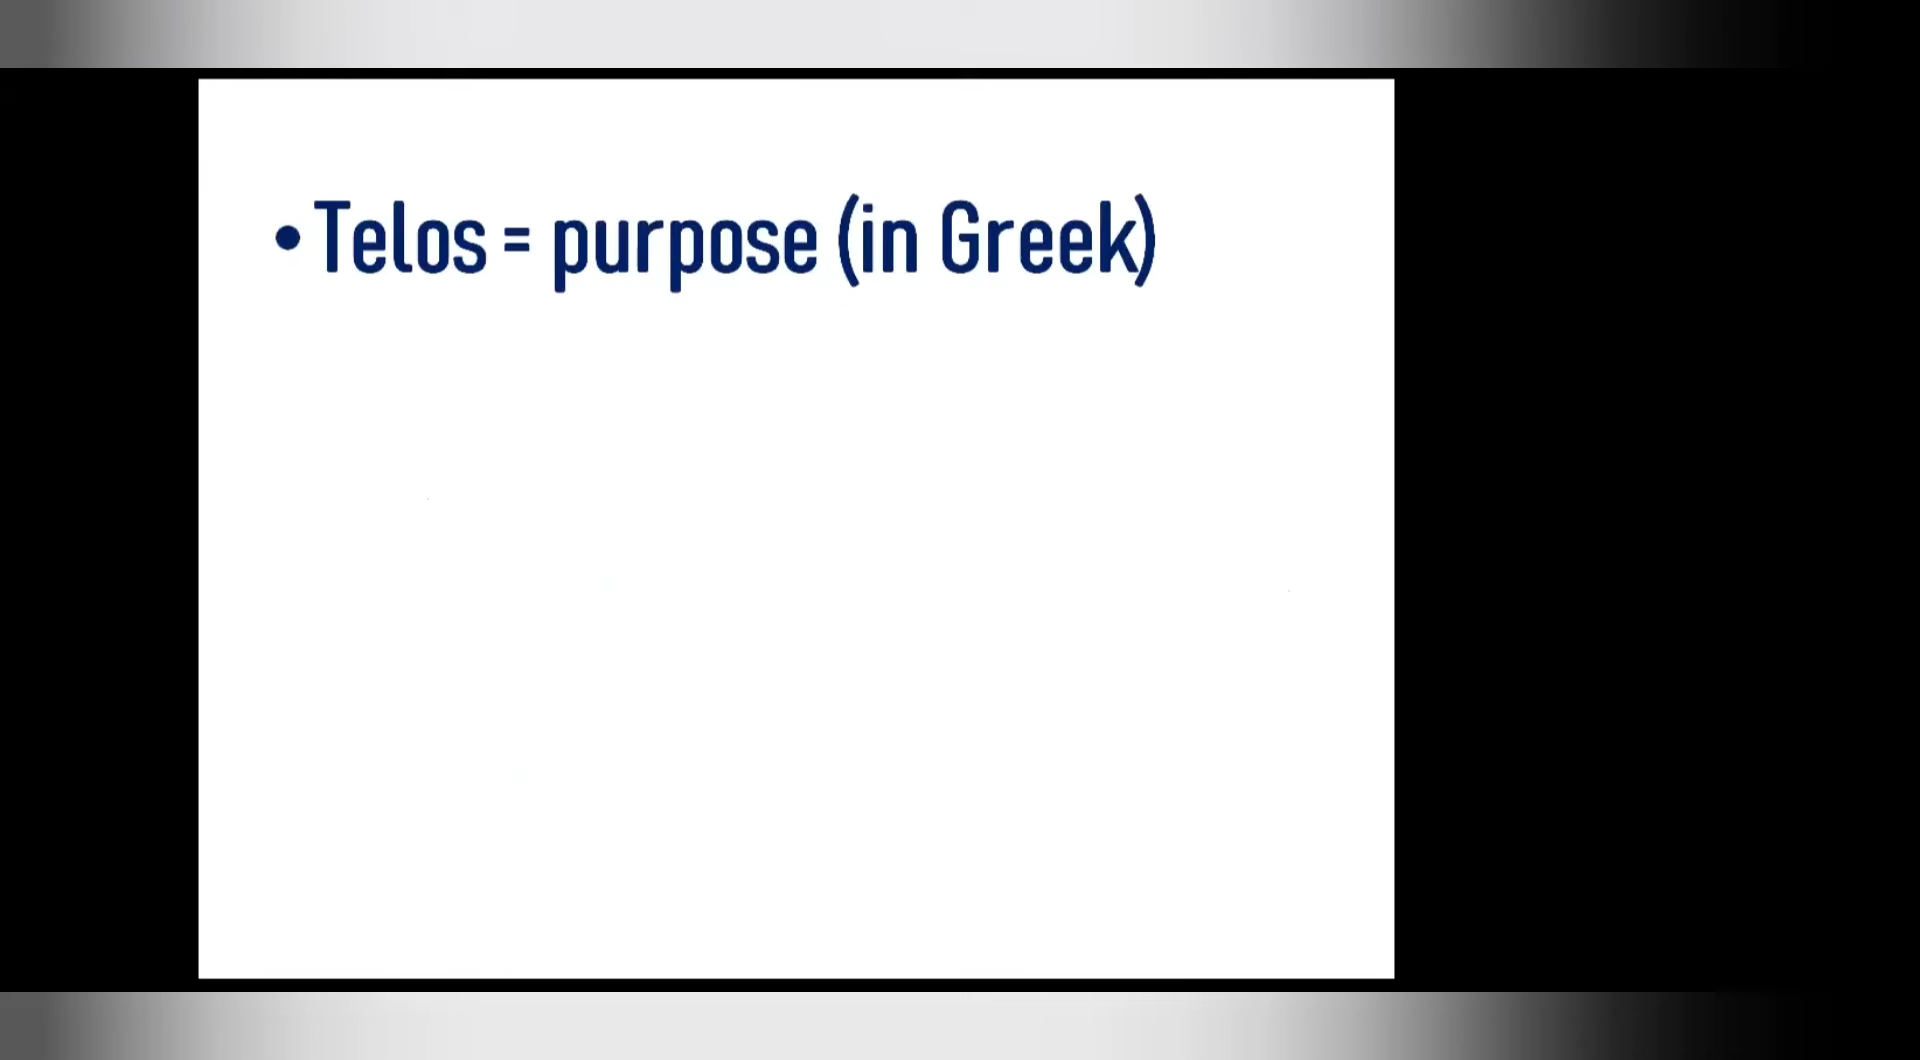 • Telos = purpose (in Greek)